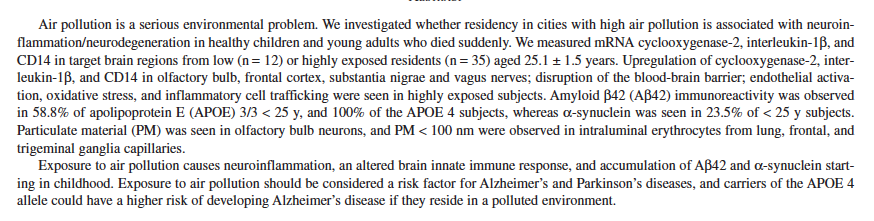 Air pollution is a serious environmental problem. We investigated whether residency in cities with high air pollution is associated with neuroin-
flammation/neurodegeneration in healthy children and young adults who died suddenly. We measured mRNA cyclooxygenase-2, interleukin-1β, and
CD14 in target brain regions from low (n = 12) or highly exposed residents (n = 35) aged 25.1 ± 1.5 years. Upregulation of cyclooxygenase-2, inter-
leukin-1β, and CD14 in olfactory bulb, frontal cortex, substantia nigrae and vagus nerves; disruption of the blood-brain barrier; endothelial activa-
tion, oxidative stress, and inflammatory cell trafficking were seen in highly exposed subjects. Amyloid β42 (Aβ42) immunoreactivity was observed
in 58.8% of apolipoprotein E (APOE) 3/3 < 25 y, and 100% of the APOE 4 subjects, whereas α-synuclein was seen in 23.5% of < 25 y subjects.
Particulate material (PM) was seen in olfactory bulb neurons, and PM < 100 nm were observed in intraluminal erythrocytes from lung, frontal, and
trigeminal ganglia capillaries.
Exposure to air pollution causes neuroinflammation, an altered brain innate immune response, and accumulation of Aβ42 and α-synuclein start-
ing in childhood. Exposure to air pollution should be considered a risk factor for Alzheimer's and Parkinson's diseases, and carriers of the APOE 4
allele could have a higher risk of developing Alzheimer's disease if they reside in a polluted environment.